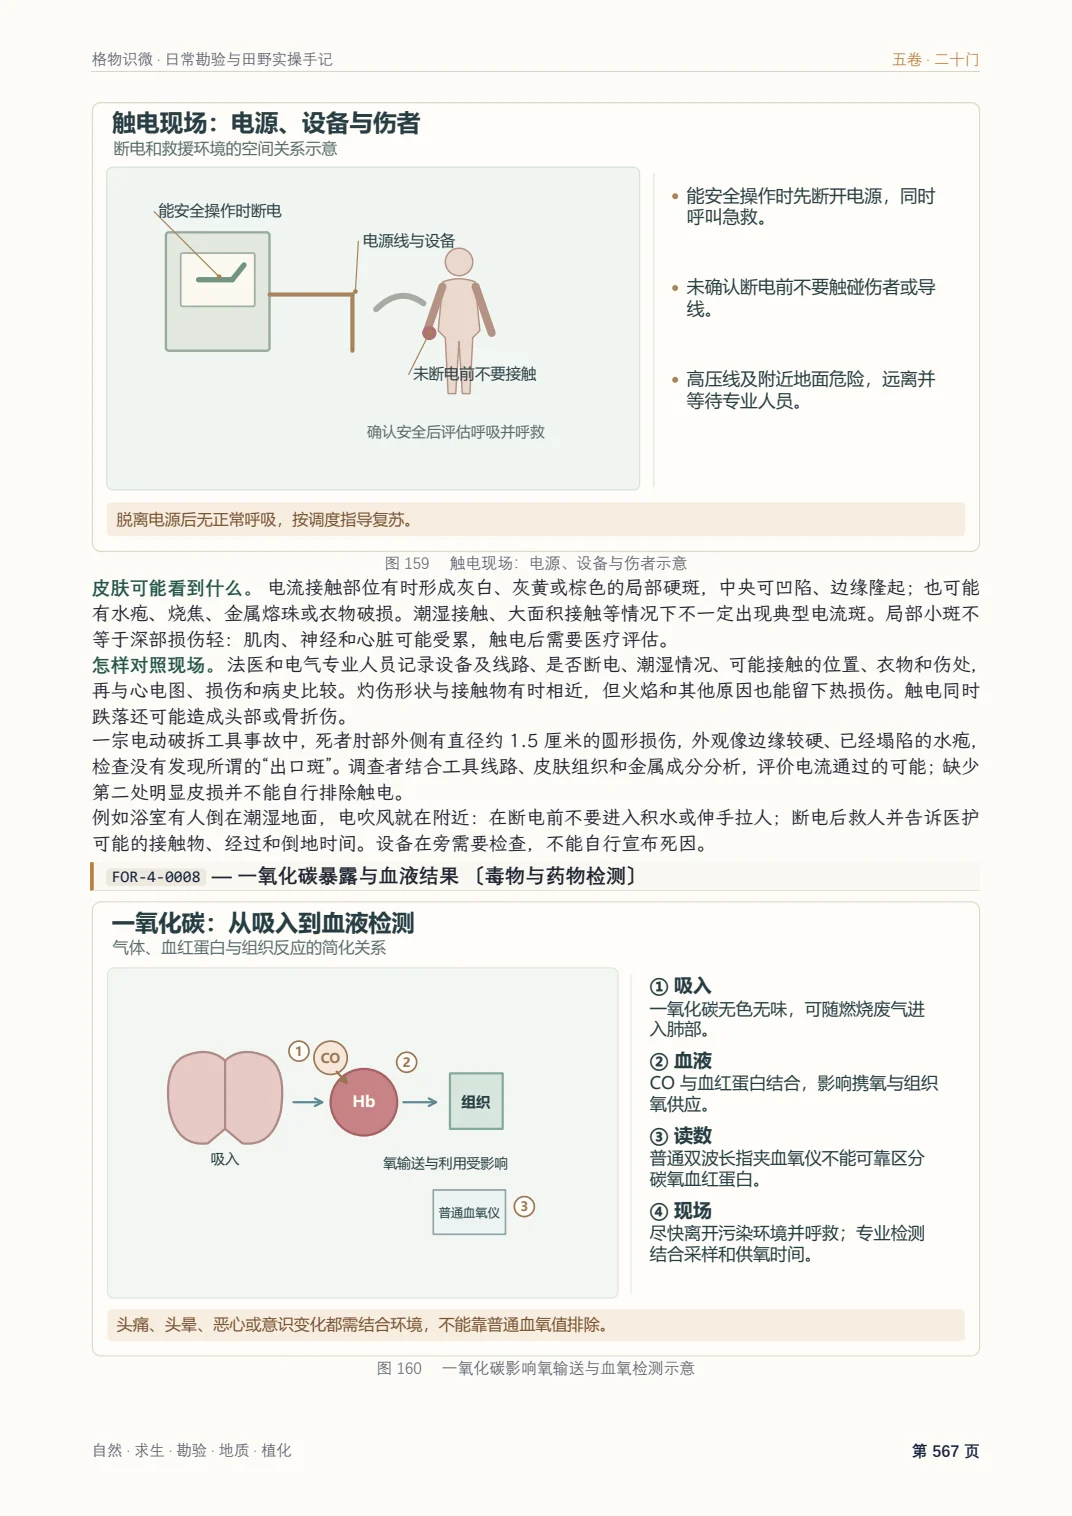 格物识微 · 日常勘验与田野实操手记
五卷 · 二十门
触电现场：电源、设备与伤者
断电和救援环境的空间关系示意
能安全操作时断电
电源线与设备
未断电前不要接触
确认安全后评估呼吸并呼救
• 能安全操作时先断开电源，同时
呼叫急救。
• 未确认断电前不要触碰伤者或导
线。
• 高压线及附近地面危险，远离并
等待专业人员。
脱离电源后无正常呼吸，按调度指导复苏。
图 159 触电现场：电源、设备与伤者示意
皮肤可能看到什么。 电流接触部位有时形成灰白、灰黄或棕色的局部硬斑，中央可凹陷、边缘隆起；也可能
有水疱、烧焦、金属熔珠或衣物破损。潮湿接触、大面积接触等情况下不一定出现典型电流斑。局部小斑不
等于深部损伤轻：肌肉、神经和心脏可能受累，触电后需要医疗评估。
怎样对照现场。 法医和电气专业人员记录设备及线路、是否断电、潮湿情况、可能接触的位置、衣物和伤处，
再与心电图、损伤和病史比较。灼伤形状与接触物有时相近，但火焰和其他原因也能留下热损伤。触电同时
跌落还可能造成头部或骨折伤。
一宗电动破拆工具事故中，死者肘部外侧有直径约 1.5 厘米的圆形损伤，外观像边缘较硬、已经塌陷的水疱，
检查没有发现所谓的“出口斑”。调查者结合工具线路、皮肤组织和金属成分分析，评价电流通过的可能；缺少
第二处明显皮损并不能自行排除触电。
例如浴室有人倒在潮湿地面，电吹风就在附近：在断电前不要进入积水或伸手拉人；断电后救人并告诉医护
可能的接触物、经过和倒地时间。设备在旁需要检查，不能自行宣布死因。
FOR-4-0008 — 一氧化碳暴露与血液结果 〔毒物与药物检测〕
一氧化碳：从吸入到血液检测
气体、血红蛋白与组织反应的简化关系
1
CO
2
Hb
组织
吸入
氧输送与利用受影响
普通血氧仪
3
① 吸入
一氧化碳无色无味，可随燃烧废气进
入肺部。
② 血液
CO 与血红蛋白结合，影响携氧与组织
氧供应。
③ 读数
普通双波长指夹血氧仪不能可靠区分
碳氧血红蛋白。
④ 现场
尽快离开污染环境并呼救；专业检测
结合采样和供氧时间。
头痛、头晕、恶心或意识变化都需结合环境，不能靠普通血氧值排除。
图 160 一氧化碳影响氧输送与血氧检测示意
自然 · 求生 · 勘验 · 地质 · 植化
第 567 页